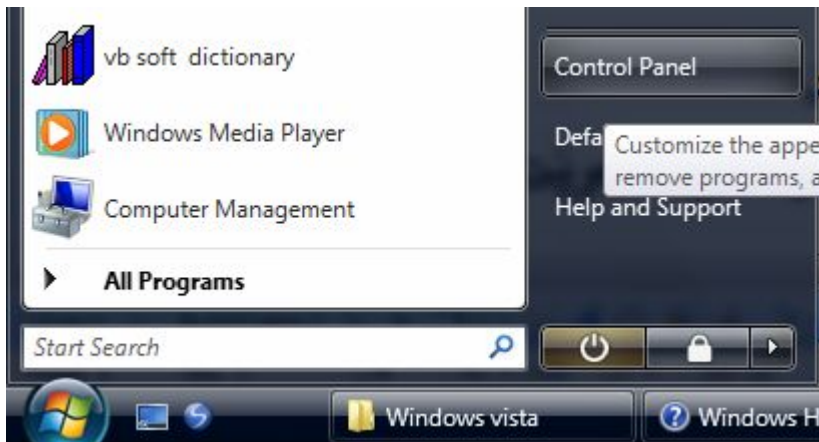 vb soft dictionary
Windows Media Player
Computer Management
All Programs
Start Search
Control Panel
Defa
Customize the appe
remove programs, a
Help and Support
Windows vista
Windows H